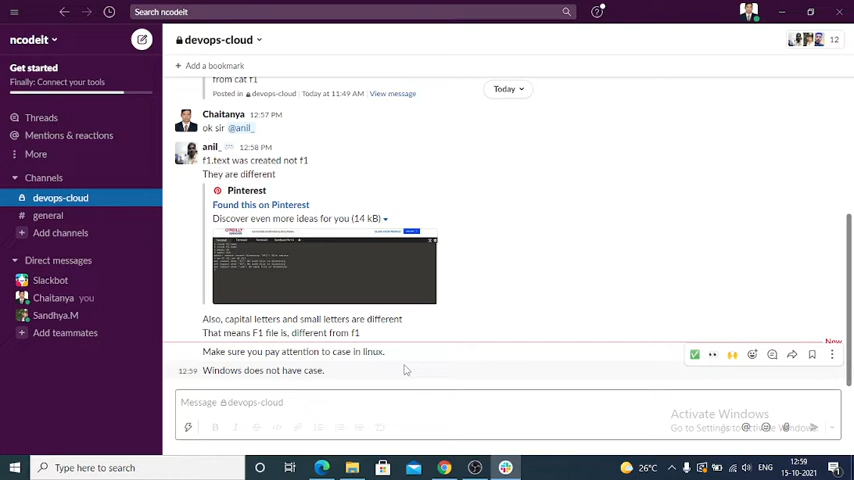 Search ncodeit
ncodeit
devops-cloud
12
Get started
Finally: Connect your tools
Add a bookmark
from cat f1
Posted in devops-cloud Today at 11:49 AM View message
Today
Threads
Mentions & reactions
More
Channels
devops-cloud
general
Add channels
Direct messages
Slackbot
Chaitanya you
Sandhya.M
Add teammates
Chaitanya 12:57 PM
ok sir @anil_
anil_ 12:58 PM
f1.text was created not f1
They are different
Pinterest
Found this on Pinterest
Discover even more ideas for you (14 kB)
Also, capital letters and small letters are different
That means F1 file is, different from f1
New
Make sure you pay attention to case in linux.
12:59 Windows does not have case.
Message devops-cloud
Activate Windows
Go to Settings to activate Windows.
Type here to search
26°C
ENG
12:59
15-10-2021